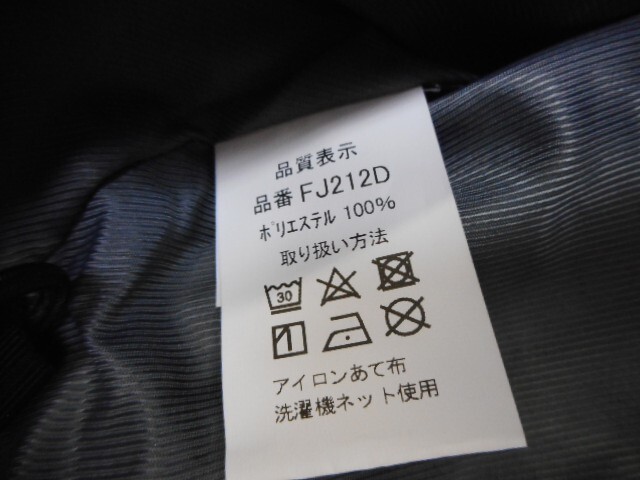 品質表示
品番 FJ212D
ポリエステル 100%
取り扱い方法
30
アイロンあて布
洗濯機ネット使用